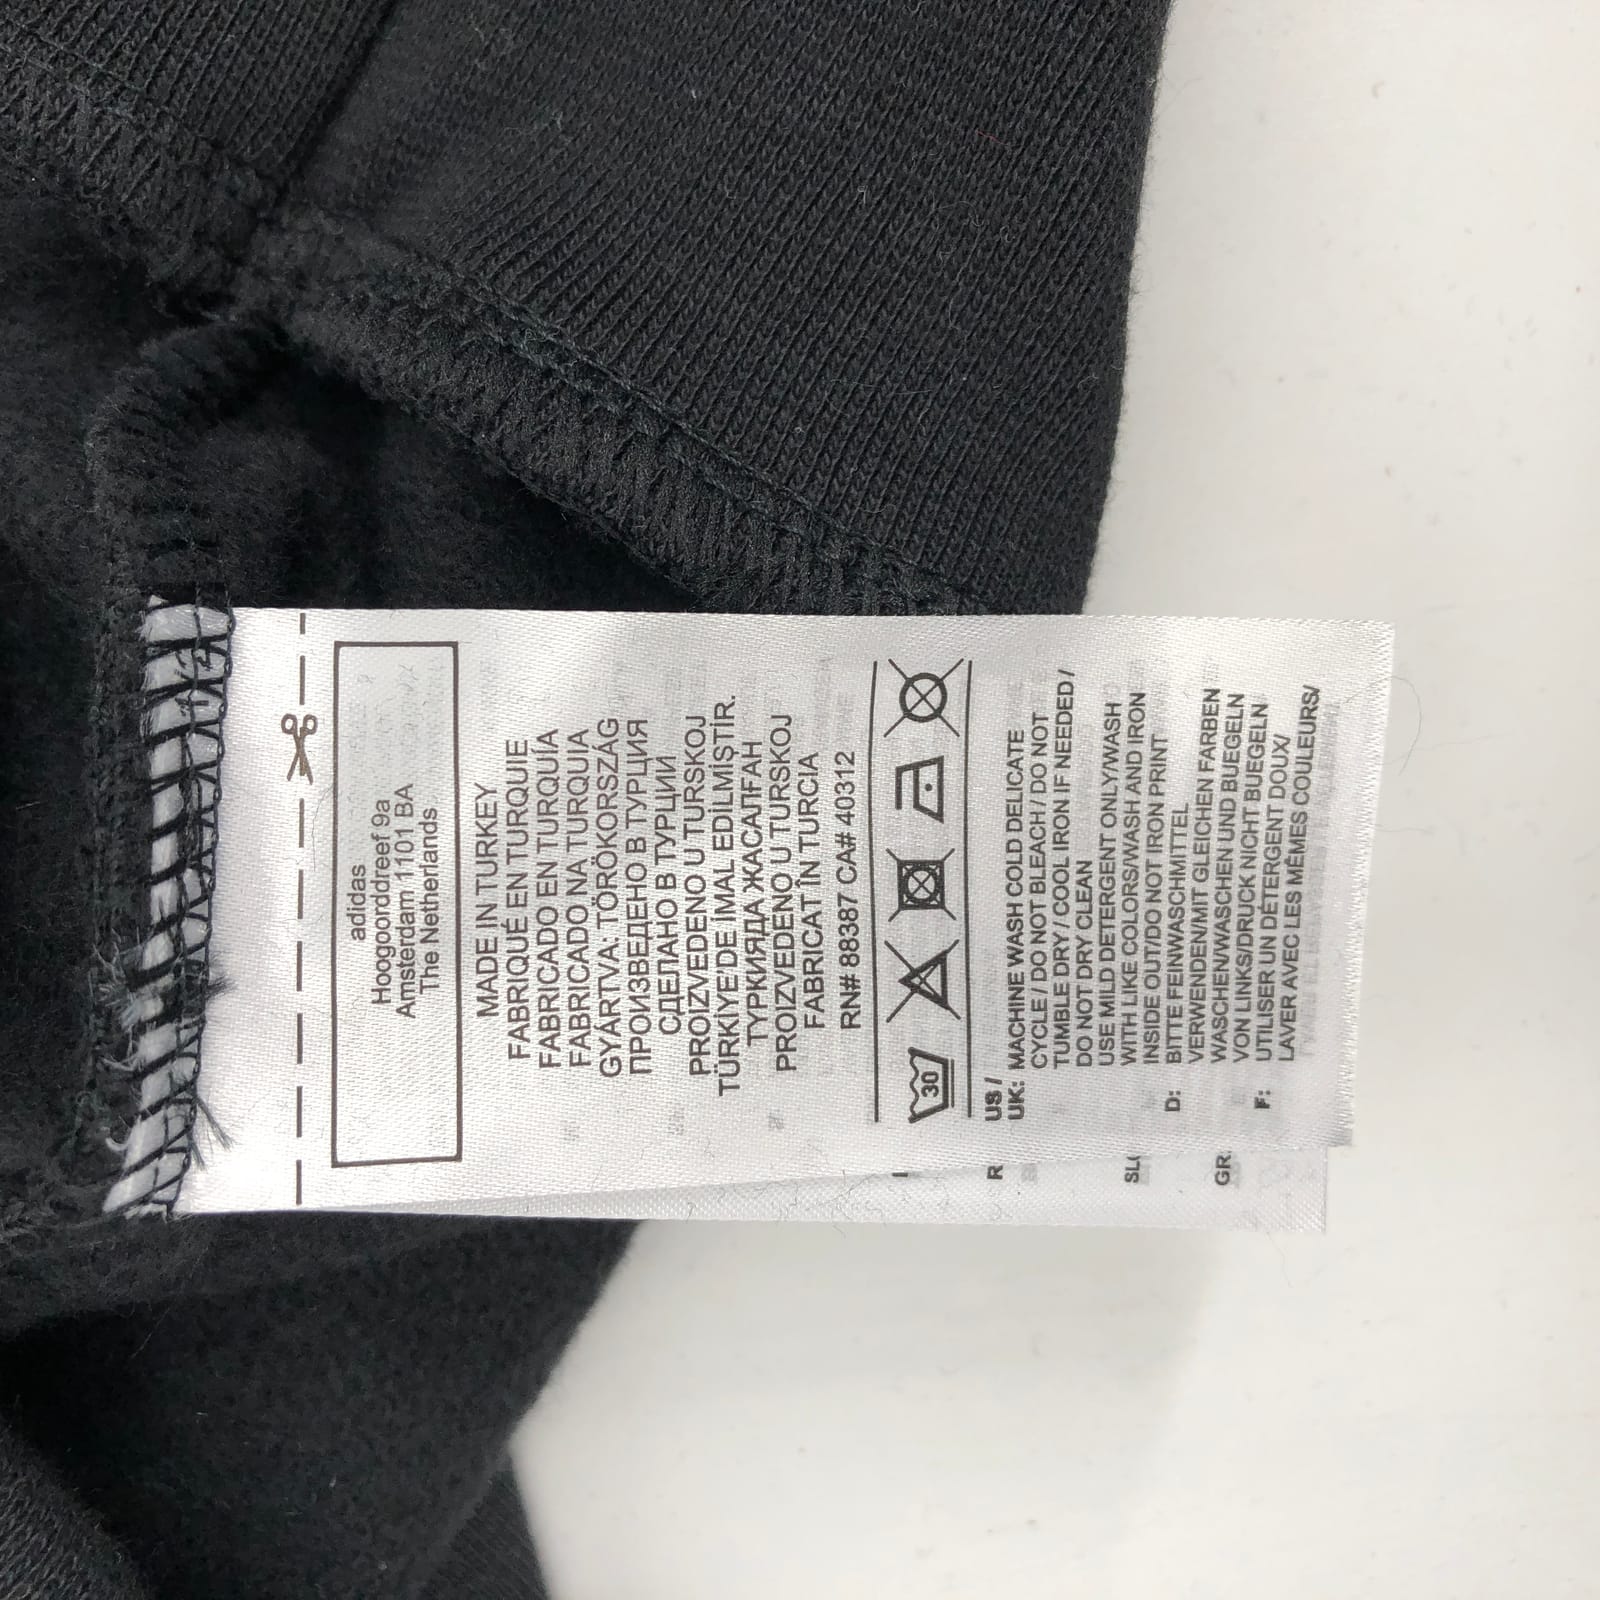 adidas
Hoogoorddreef 9a
Amsterdam 1101 BA
The Netherlands
MADE IN TURKEY
FABRIQUÉ EN TURQUIE
FABRICADO EN TURQUÍA
FABRICADO NA TURQUIA
GYÁRTVA: TÖRÖKORSZÁG
ПРОИЗВЕДЕНО В ТУРЦИЯ
СДЕЛАНО В ТУРЦИИ
PROIZVEDENO U TURSKOJ
TÜRKİYE'DE İMAL EDİLMİŞTİR.
ТҮРКИЯДА ЖАСАЛҒАН
PROIZVEDENO U TURSKOJ
FABRICAT ÎN TURCIA
RN# 88387 CA# 40312
30
US /
UK: MACHINE WASH COLD DELICATE
CYCLE / DO NOT BLEACH / DO NOT
TUMBLE DRY / COOL IRON IF NEEDED /
DO NOT DRY CLEAN
USE MILD DETERGENT ONLY/WASH
WITH LIKE COLORS/WASH AND IRON
INSIDE OUT/DO NOT IRON PRINT
D: BITTE FEINWASCHMITTEL
VERWENDEN/MIT GLEICHEN FARBEN
WASCHEN/WASCHEN UND BUEGELN
VON LINKS/DRUCK NICHT BUEGELN
F: UTILISER UN DÉTERGENT DOUX/
LAVER AVEC LES MÊMES COULEURS/
R
GR: